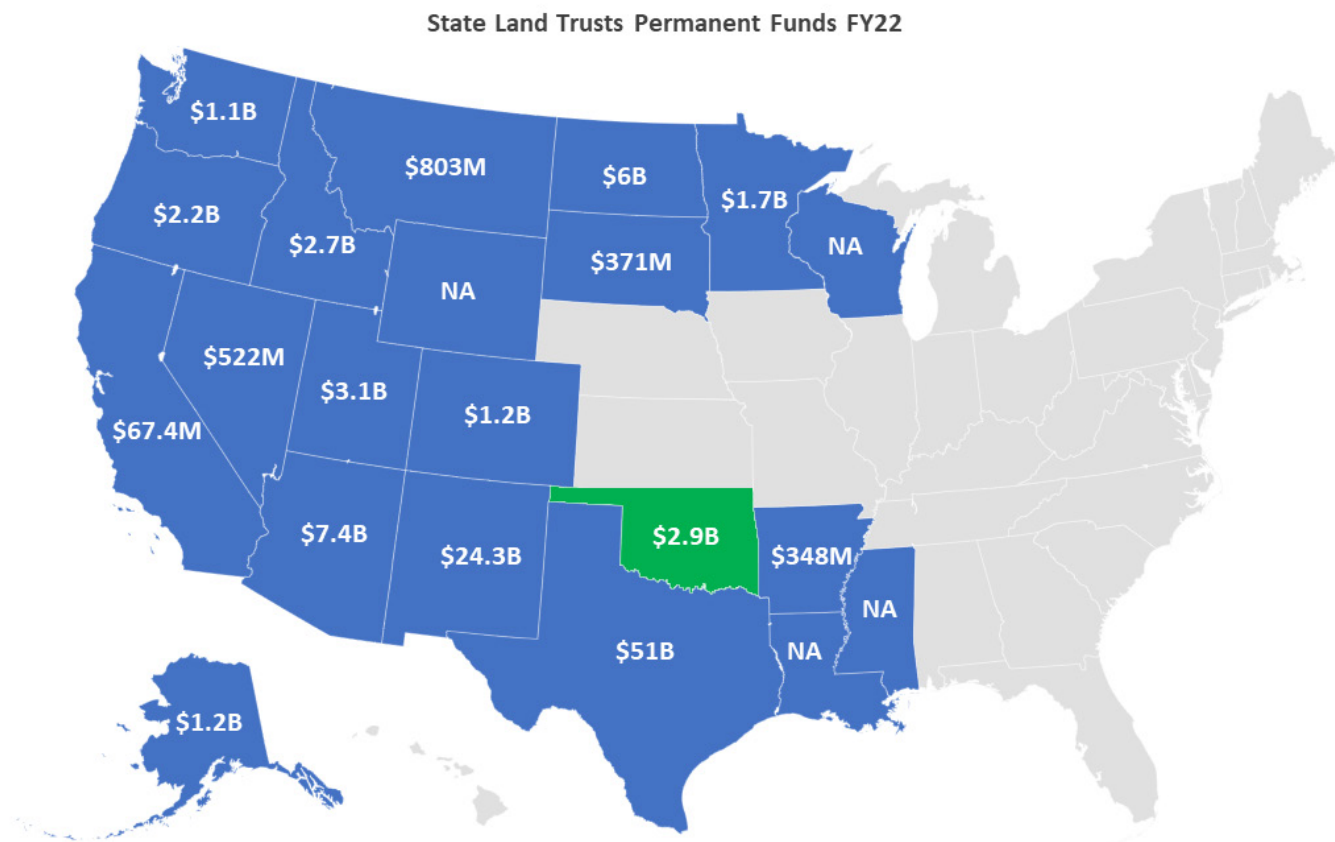 State Land Trusts Permanent Funds FY22
$1.1B
$803M
$6B
$1.7B
$2.2B
$2.7B
NA
$371M
NA
$522M
$3.1B
$1.2B
$67.4M
$7.4B
$24.3B
$2.9B
$348M
NA
$51B
NA
$1.2B